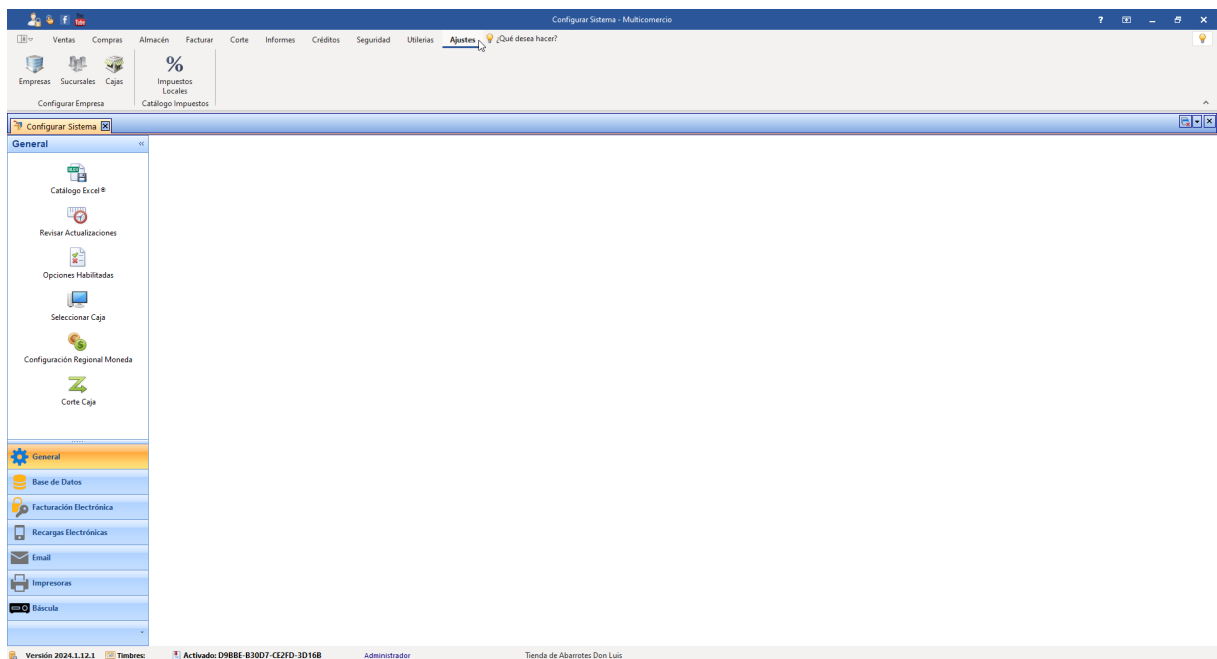 You Tube
Configurar Sistema - Multicomercio
Ventas Compras Almacén Facturar Corte Informes Créditos Seguridad Utilerias Ajustes ¿Qué desea hacer?
Empresas Sucursales Cajas
Impuestos
Locales
Configurar Empresa
Catálogo Impuestos
Configurar Sistema
General
Catálogo Excel®
Revisar Actualizaciones
Opciones Habilitadas
Seleccionar Caja
Configuración Regional Moneda
Corte Caja
General
Base de Datos
Facturación Electrónica
Recargas Electrónicas
Email
Impresoras
Báscula
Versión 2024.1.12.1 Timbres: Activado: D9BBE-B30D7-CE2FD-3D16B Administrador Tienda de Abarrotes Don Luis